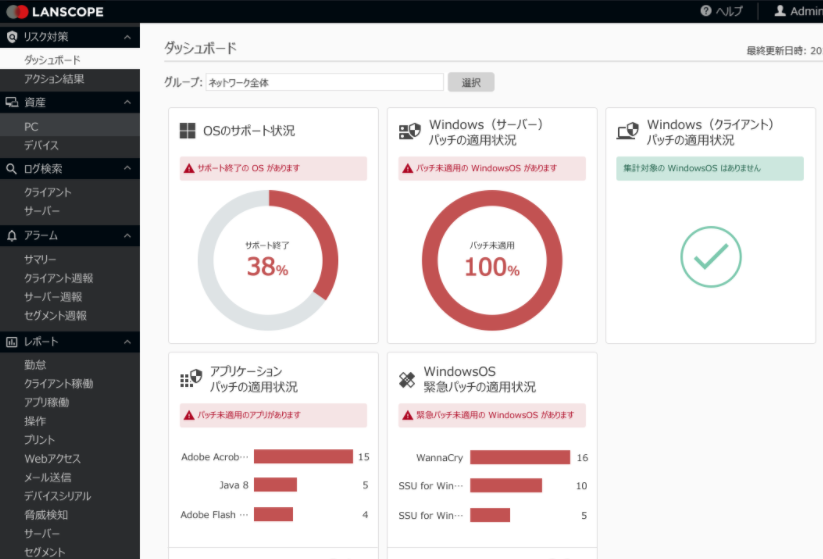 LANSCOPE
ヘルプ
Admin
リスク対策
ダッシュボード
アクション結果
資産
PC
デバイス
ログ検索
クライアント
サーバー
アラーム
サマリー
クライアント週報
サーバー週報
セグメント週報
レポート
勤怠
クライアント稼働
アプリ稼働
操作
プリント
Webアクセス
メール送信
デバイスシリアル
脅威検知
サーバー
セグメント
ダッシュボード
最終更新日時: 20
グループ: ネットワーク全体 選択
OSのサポート状況
サポート終了の OS があります
サポート終了
38%
Windows（サーバー）
パッチの適用状況
パッチ未適用の WindowsOS があります
パッチ未適用
100%
Windows（クライアント）
パッチの適用状況
集計対象の WindowsOS はありません
アプリケーション
パッチの適用状況
パッチ未適用のアプリがあります
Adobe Acrob… 15
Java 8 5
Adobe Flash … 4
WindowsOS
緊急パッチの適用状況
緊急パッチ未適用の WindowsOS があります
WannaCry 16
SSU for Win… 10
SSU for Win… 5